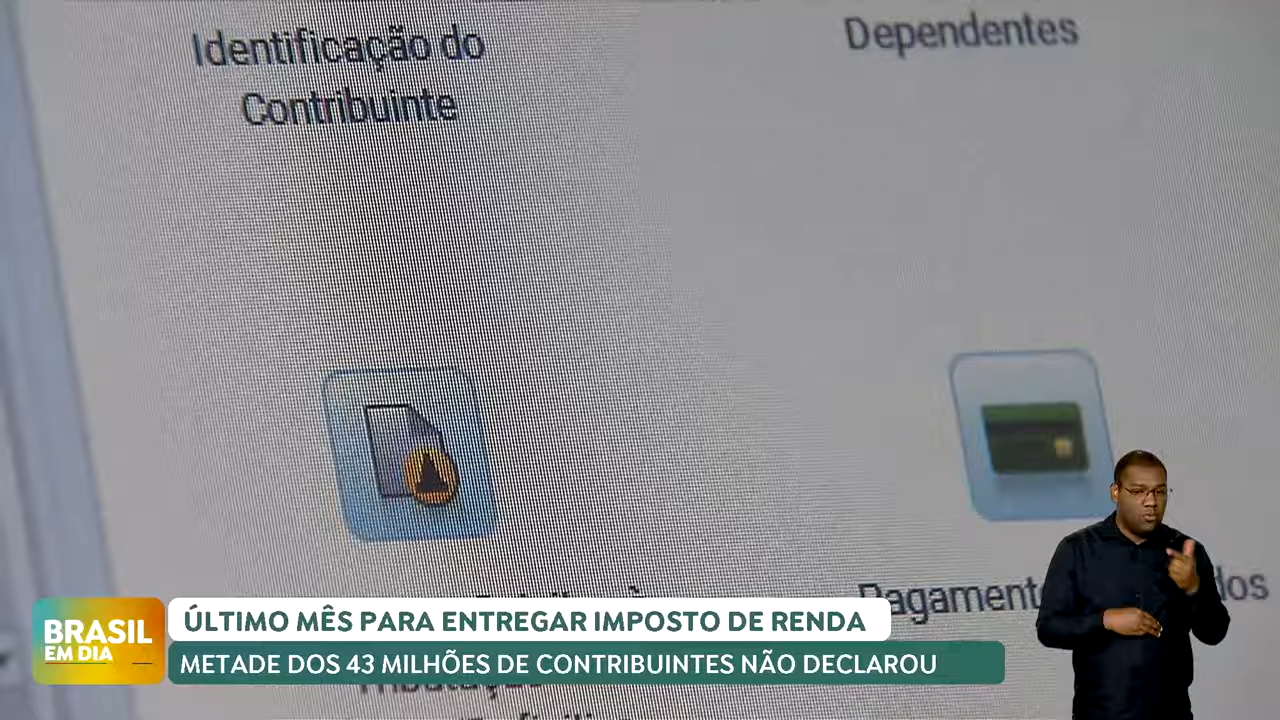 Identificação do
Contribuinte
Dependentes
BRASIL
EM DIA
ÚLTIMO MÊS PARA ENTREGAR IMPOSTO DE RENDA
METADE DOS 43 MILHÕES DE CONTRIBUINTES NÃO DECLAROU